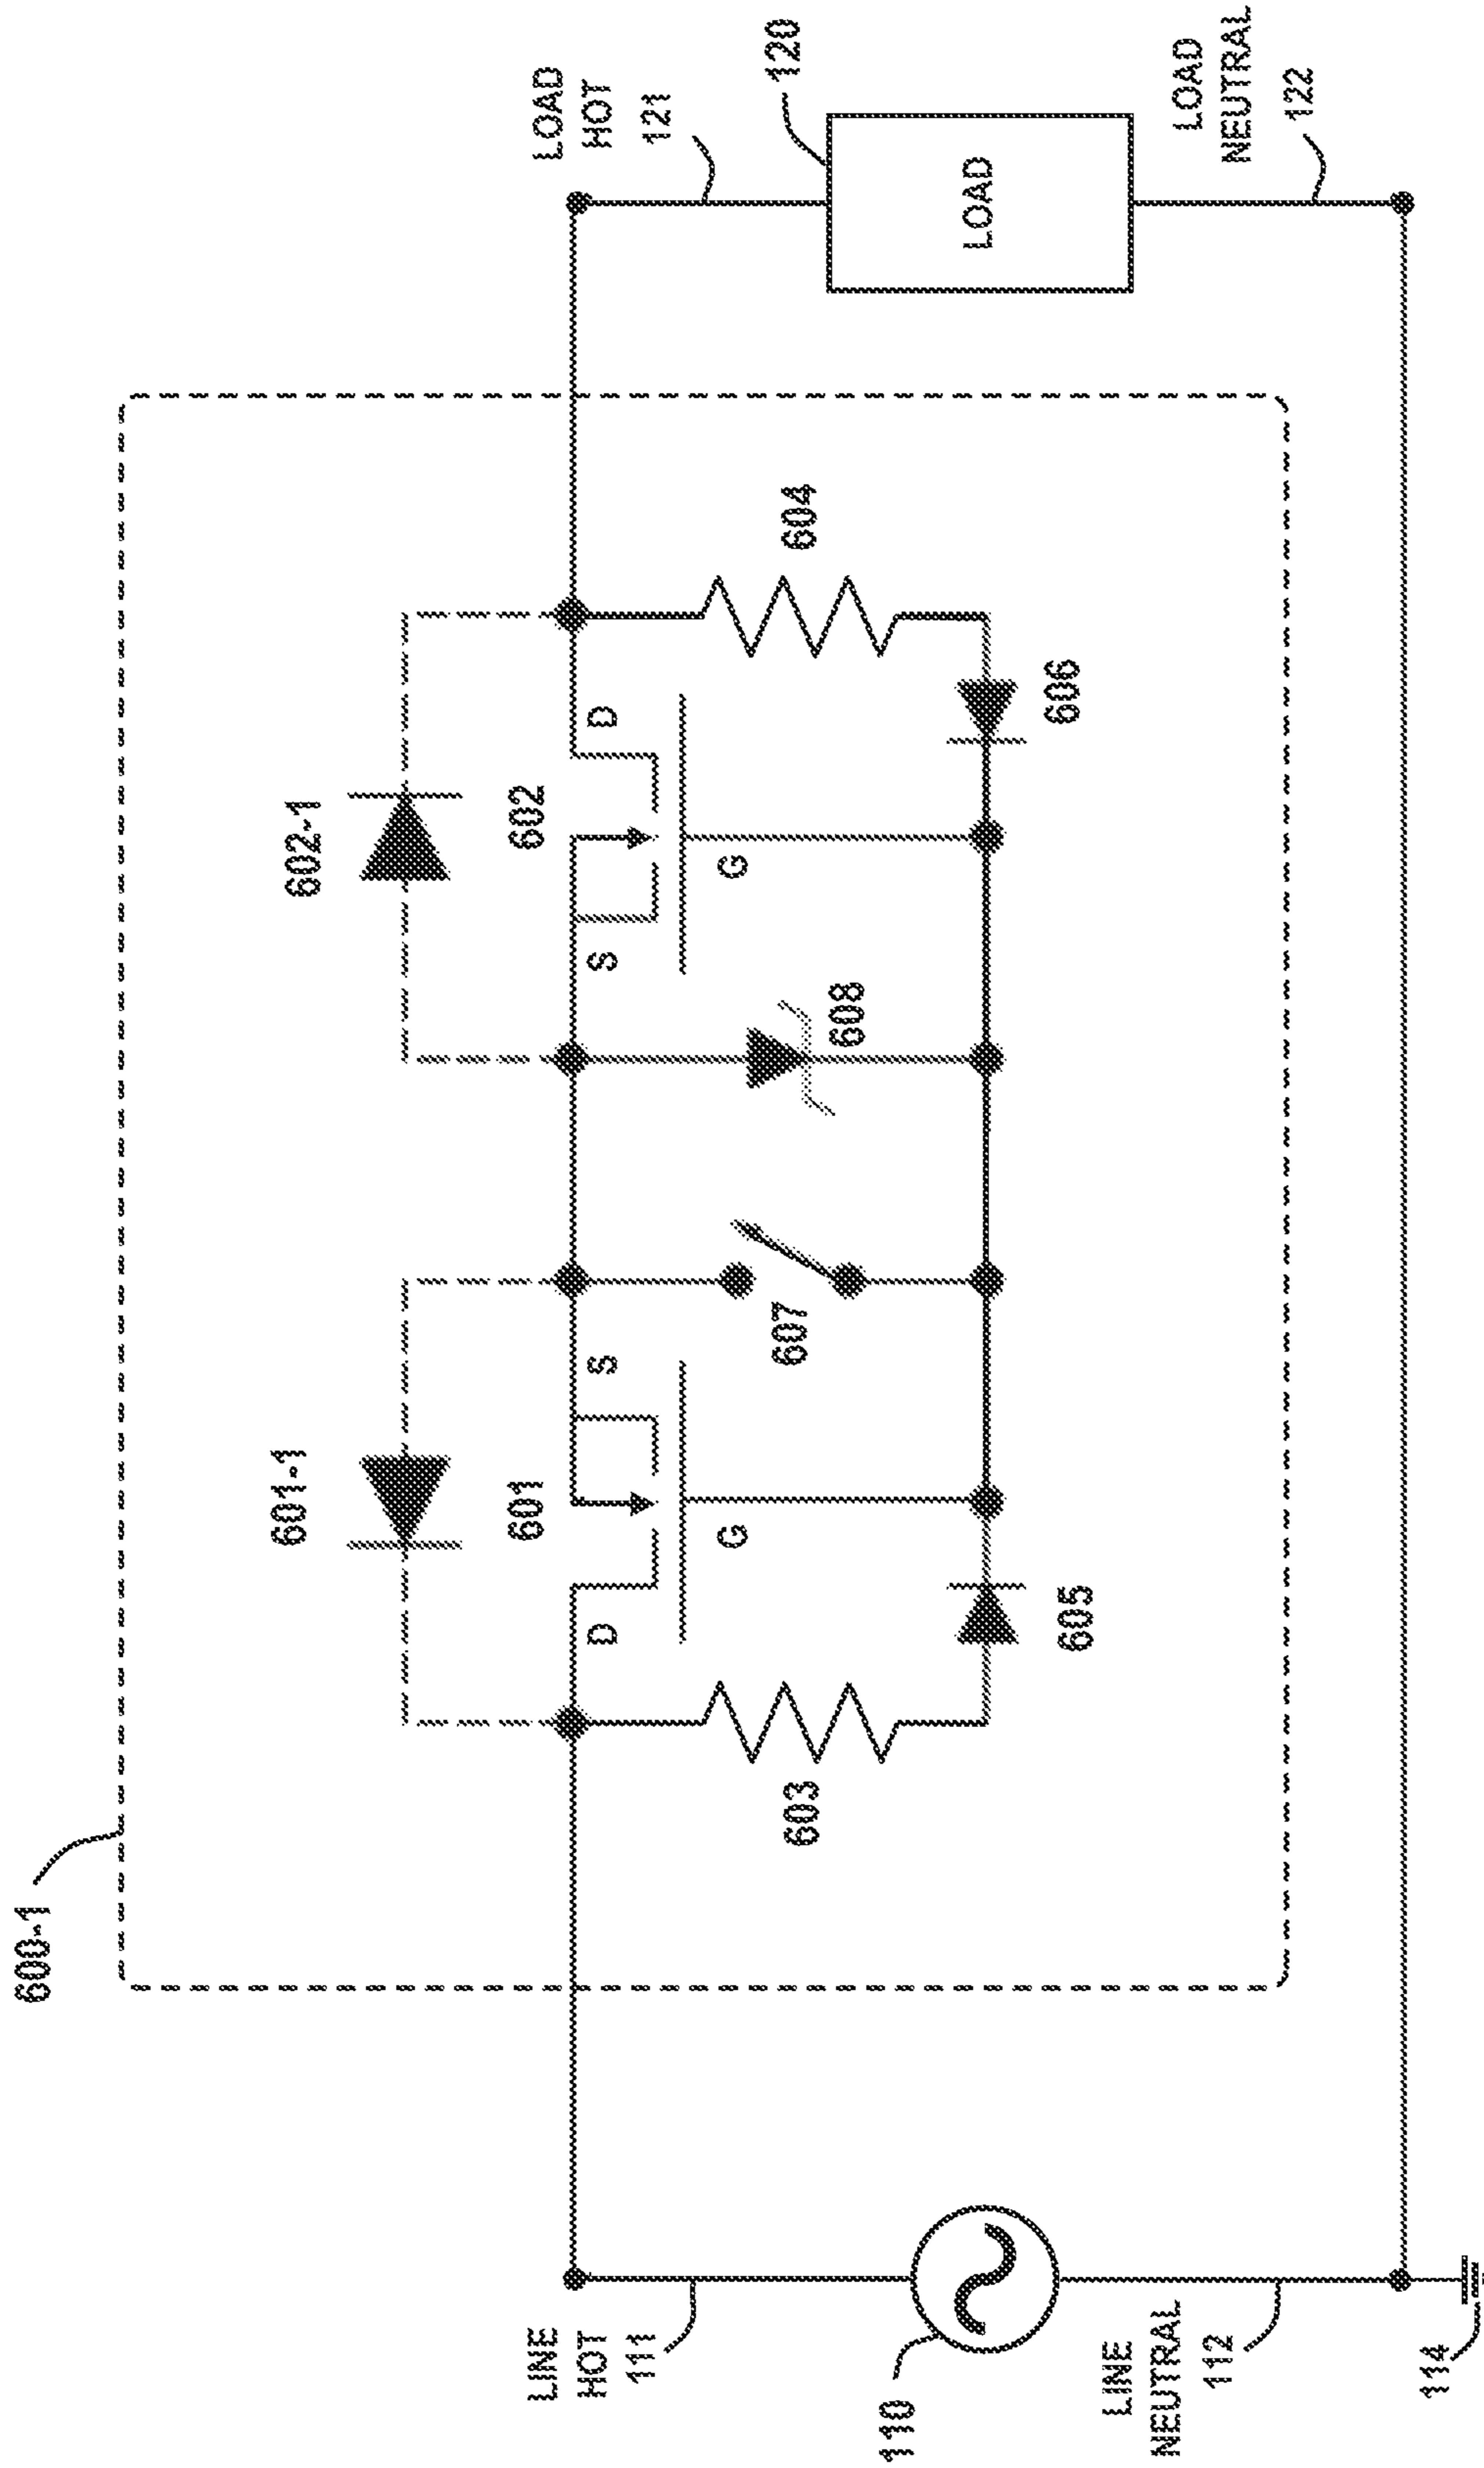 600-1
601-1
602-1
LINE
HOT
111
601
602
LOAD
HOT
121
D
S
S
D
G
G
603
607
608
604
120
LOAD
110
605
606
LINE
NEUTRAL
112
LOAD
NEUTRAL
122
114